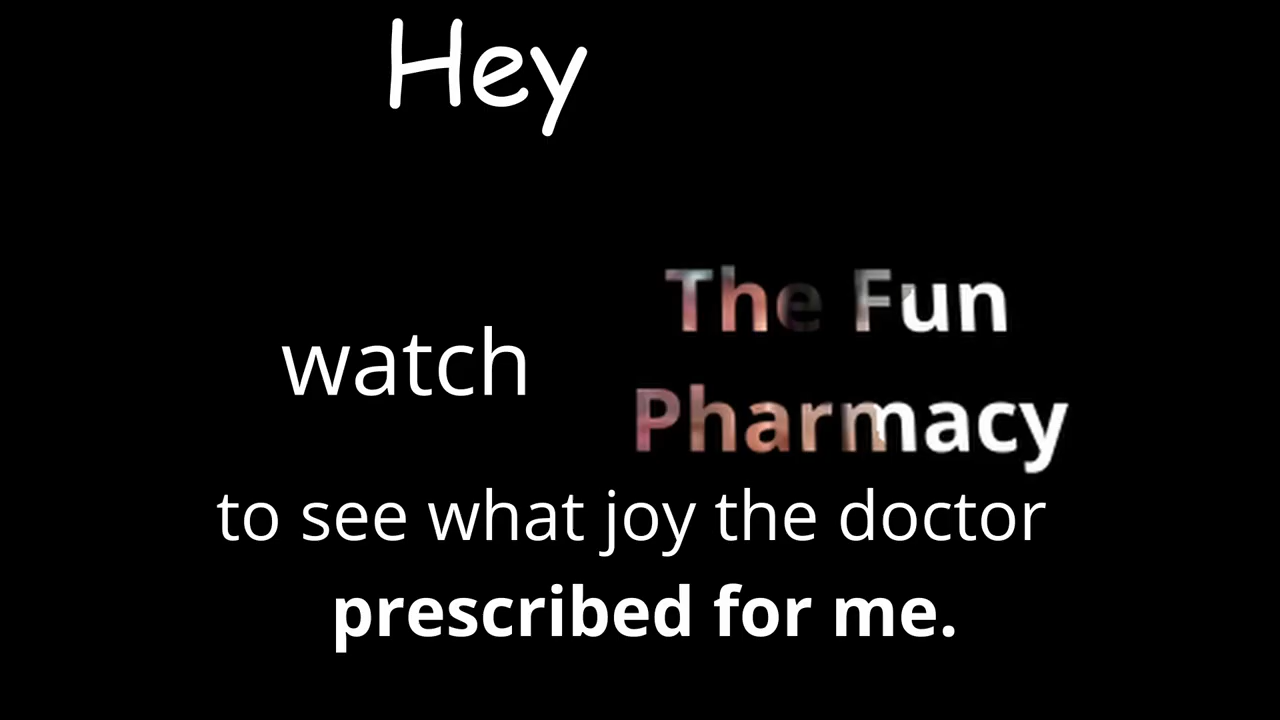 Hey
watch
The Fun
Pharmacy
to see what joy the doctor
prescribed for me.